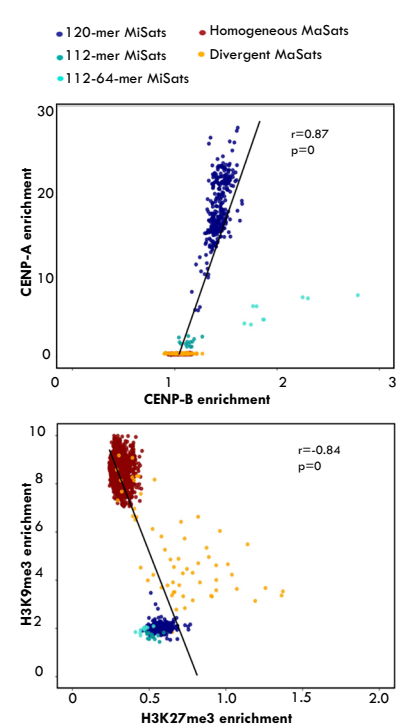 120-mer MiSats
Homogeneous MaSats
112-mer MiSats
Divergent MaSats
112-64-mer MiSats
30
20
10
0
CENP-A enrichment
r=0.87
p=0
0
1
2
3
CENP-B enrichment
10
8
6
4
2
0
H3K9me3 enrichment
r=-0.84
p=0
0
0.5
1.0
1.5
2.0
H3K27me3 enrichment